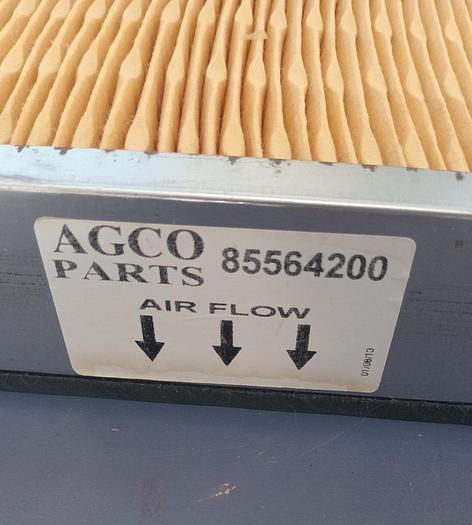 AGCO
PARTS
85564200
AIR FLOW
01/08/13